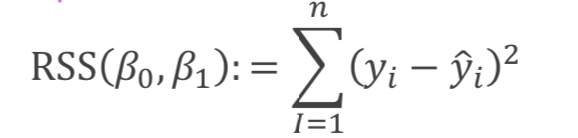 n
RSS(β₀, β₁): = ∑(yᵢ − ŷᵢ)²
I=1